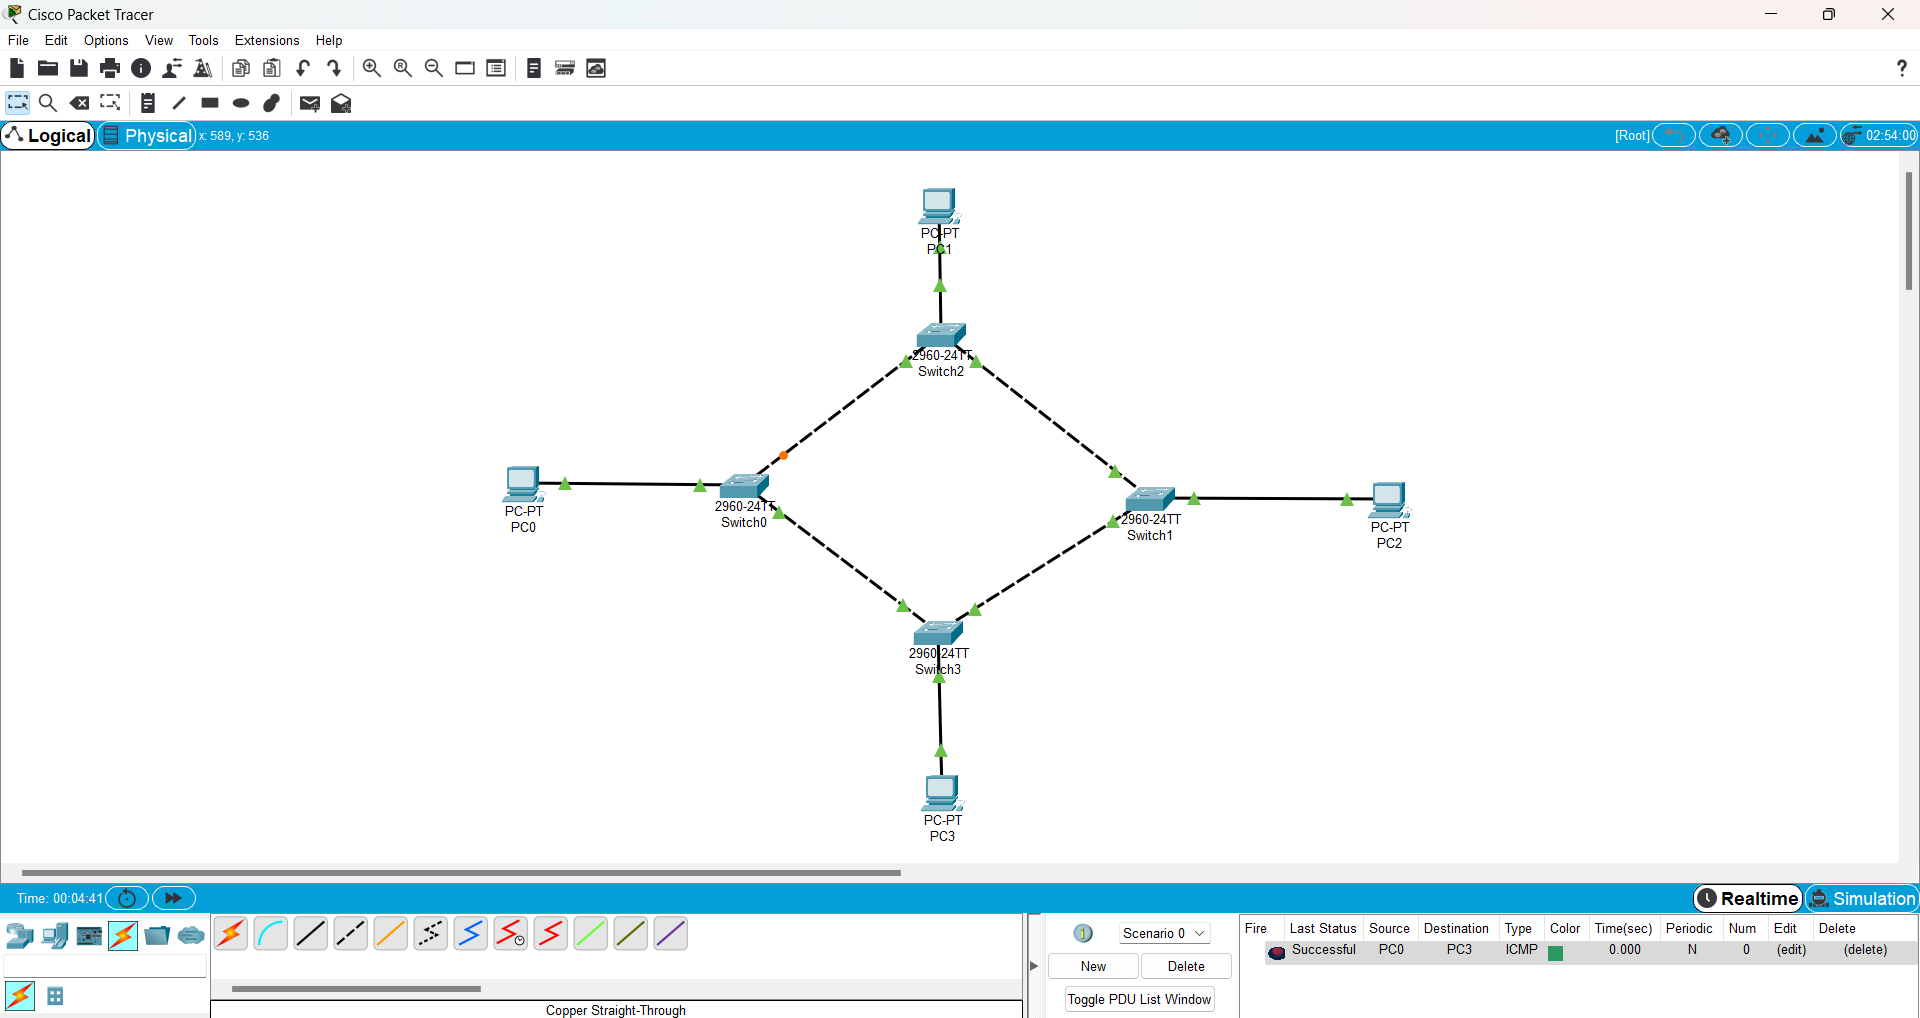 Cisco Packet Tracer
File Edit Options View Tools Extensions Help
?
Logical Physical x: 589, y: 536 [Root] 02:54:00
PC-PT
PC1
2960-24TT
Switch2
PC-PT
PC0
2960-24TT
Switch0
2960-24TT
Switch1
PC-PT
PC2
2960-24TT
Switch3
PC-PT
PC3
Time: 00:04:41 Realtime Simulation
Scenario 0
New Delete
Toggle PDU List Window
Fire Last Status Source Destination Type Color Time(sec) Periodic Num Edit Delete
Successful PC0 PC3 ICMP 0.000 N 0 (edit) (delete)
Copper Straight-Through